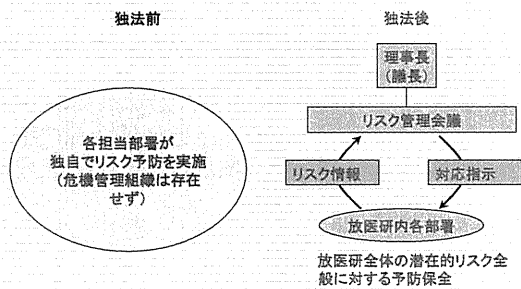 独法前
各担当部署が
独自でリスク予防を実施
(危機管理組織は存在
せず)
独法後
理事長
(議長)
リスク管理会議
リスク情報
対応指示
放医研内各部署
放医研全体の潜在的リスク全
般に対する予防保全